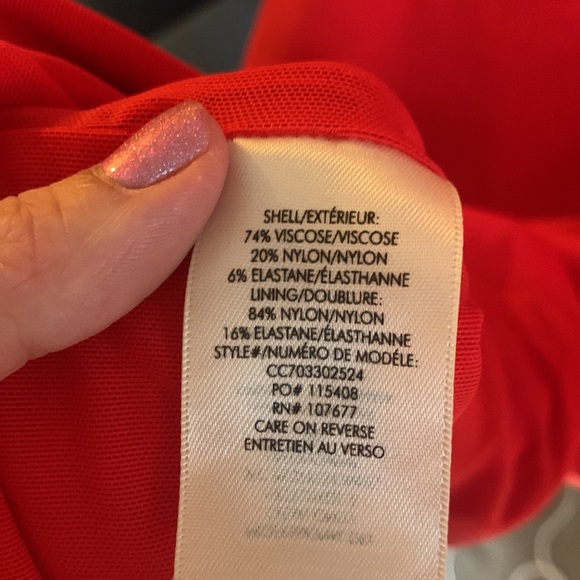 SHELL/EXTÉRIEUR:
74% VISCOSE/VISCOSE
20% NYLON/NYLON
6% ELASTANE/ÉLASTHANNE
LINING/DOUBLURE:
84% NYLON/NYLON
16% ELASTANE/ÉLASTHANNE
STYLE#/NUMÉRO DE MODÉLE:
CC703302524
PO# 115408
RN# 107677
CARE ON REVERSE
ENTRETIEN AU VERSO